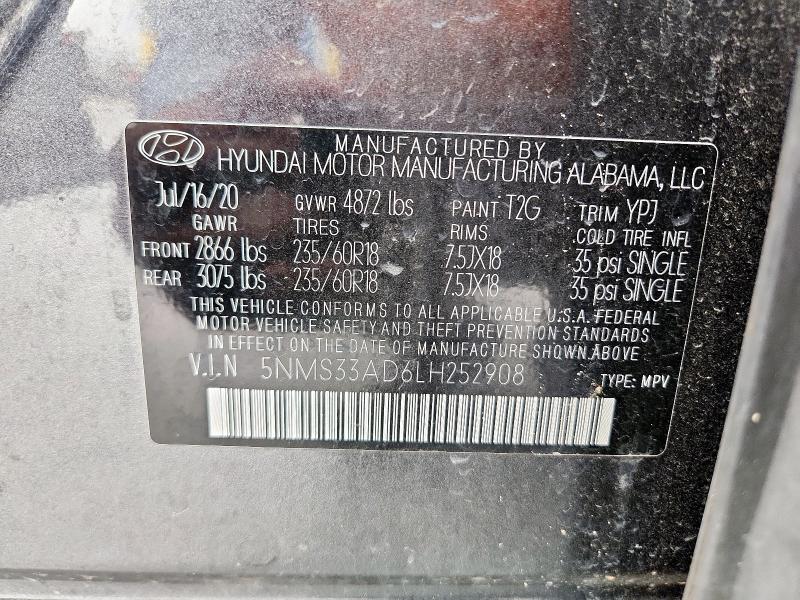 MANUFACTURED BY
HYUNDAI MOTOR MANUFACTURING ALABAMA, LLC
Jul/16/20 GVWR 4872 lbs PAINT T2G TRIM YPJ
GAWR TIRES RIMS COLD TIRE INFL
FRONT 2866 lbs 235/60R18 7.5JX18 35 psi SINGLE
REAR 3075 lbs 235/60R18 7.5JX18 35 psi SINGLE
THIS VEHICLE CONFORMS TO ALL APPLICABLE U.S.A. FEDERAL
MOTOR VEHICLE SAFETY AND THEFT PREVENTION STANDARDS
IN EFFECT ON THE DATE OF MANUFACTURE SHOWN ABOVE.
V.I.N 5NMS33AD6LH252908 TYPE: MPV